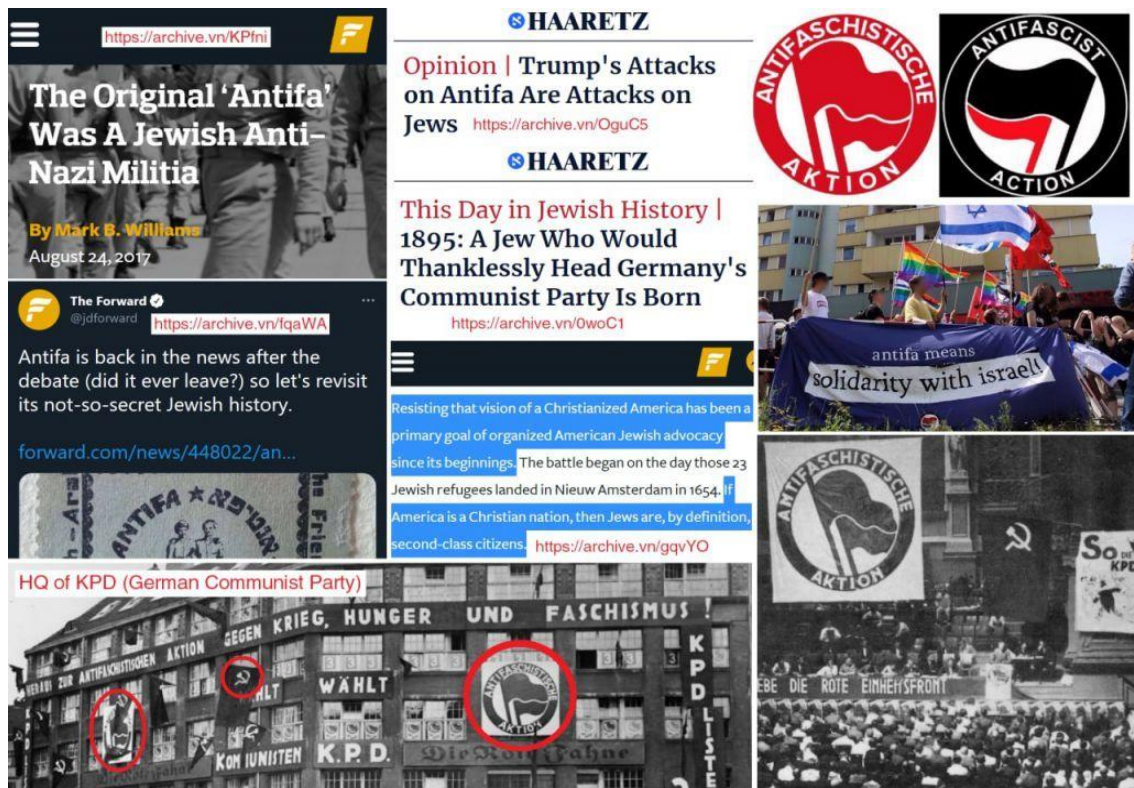 https://archive.vn/KPfni
The Original 'Antifa'
Was A Jewish Anti-
Nazi Militia
By Mark B. Williams
August 24, 2017
The Forward
@jdforward
https://archive.vn/fqaWA
Antifa is back in the news after the
debate (did it ever leave?) so let's revisit
its not-so-secret Jewish history.
forward.com/news/448022/an...
ANTIFA ★ אנטיפא
HAARETZ
Opinion | Trump's Attacks
on Antifa Are Attacks on
Jews https://archive.vn/OguC5
HAARETZ
This Day in Jewish History |
1895: A Jew Who Would
Thanklessly Head Germany's
Communist Party Is Born
https://archive.vn/0woC1
Resisting that vision of a Christianized America has been a
primary goal of organized American Jewish advocacy
since its beginnings. The battle began on the day those 23
Jewish refugees landed in Nieuw Amsterdam in 1654. If
America is a Christian nation, then Jews are, by definition,
second-class citizens. https://archive.vn/gqvYO
ANTIFASCHISTISCHE
AKTION
ANTIFASCIST
ACTION
antifa means
solidarity with israel!
HQ of KPD (German Communist Party)
HERAUS ZUR ANTIFASCHISTISCHEN AKTION GEGEN KRIEG, HUNGER UND FASCHISMUS !
WÄHLT
KOMMUNISTEN
WÄHLT
K.P.D.
ANTIFASCHISTISCHE
AKTION
Die Rote Fahne
KPD LISTE
ANTIFASCHISTISCHE
AKTION
SO
KPD
EBE DIE ROTE EINHEITSFRONT